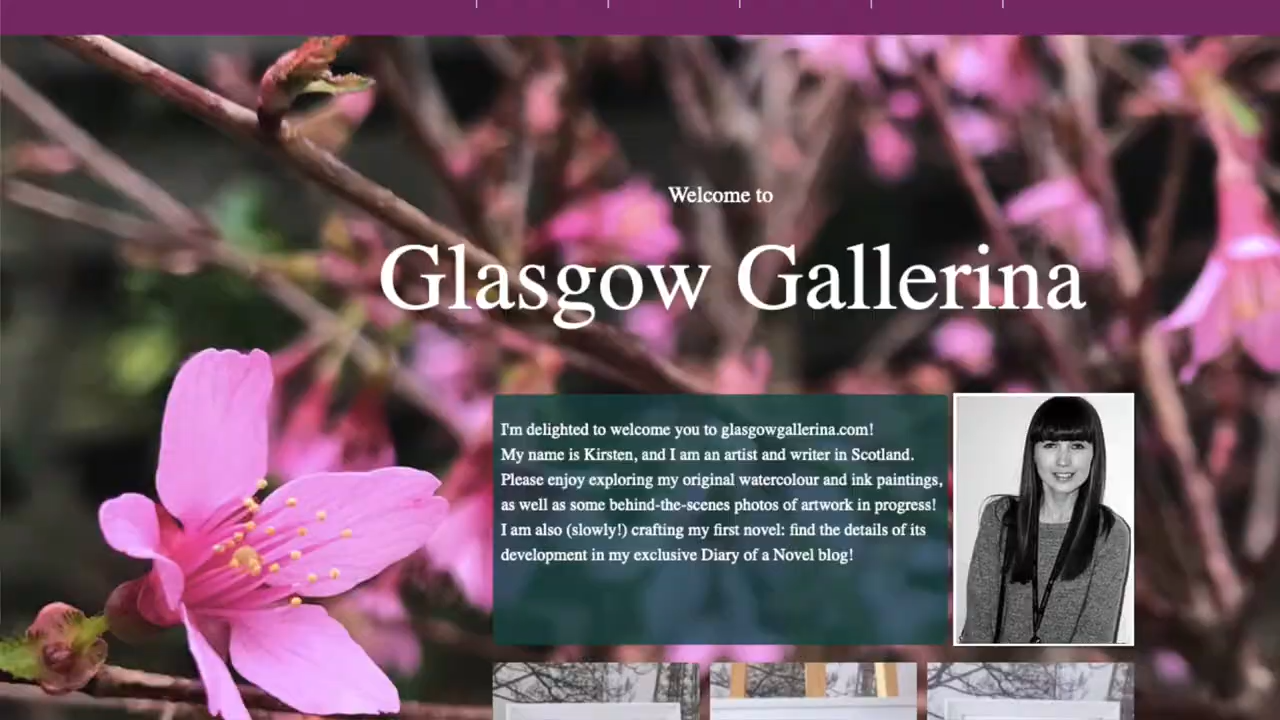 Welcome to
Glasgow Gallerina
I'm delighted to welcome you to glasgowgallerina.com!
My name is Kirsten, and I am an artist and writer in Scotland.
Please enjoy exploring my original watercolour and ink paintings,
as well as some behind-the-scenes photos of artwork in progress!
I am also (slowly!) crafting my first novel: find the details of its
development in my exclusive Diary of a Novel blog!